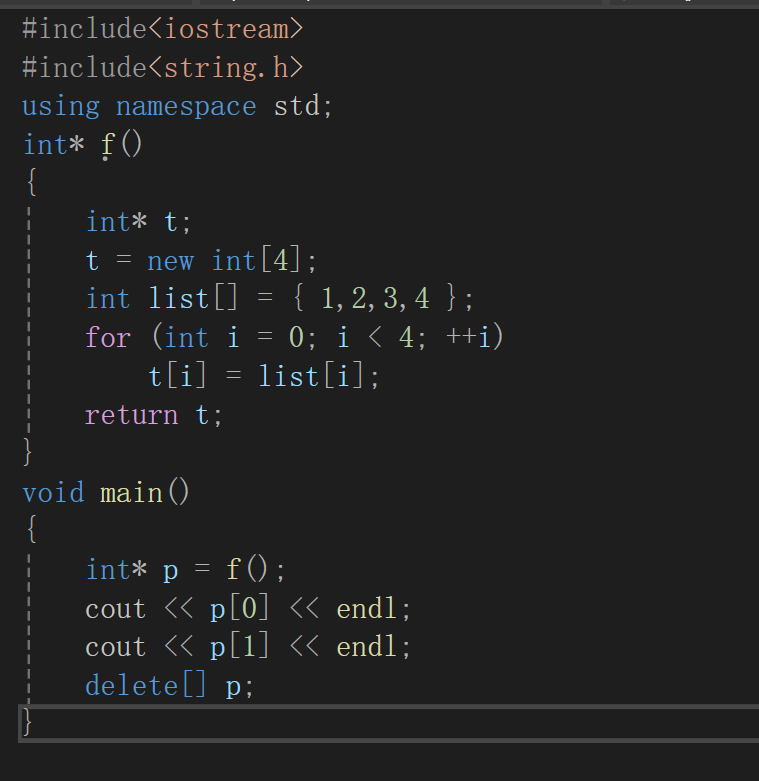 #include<iostream>
#include<string.h>
using namespace std;
int* f()
{
    int* t;
    t = new int[4];
    int list[] = { 1,2,3,4 };
    for (int i = 0; i < 4; ++i)
        t[i] = list[i];
    return t;
}
void main()
{
    int* p = f();
    cout << p[0] << endl;
    cout << p[1] << endl;
    delete[] p;
}